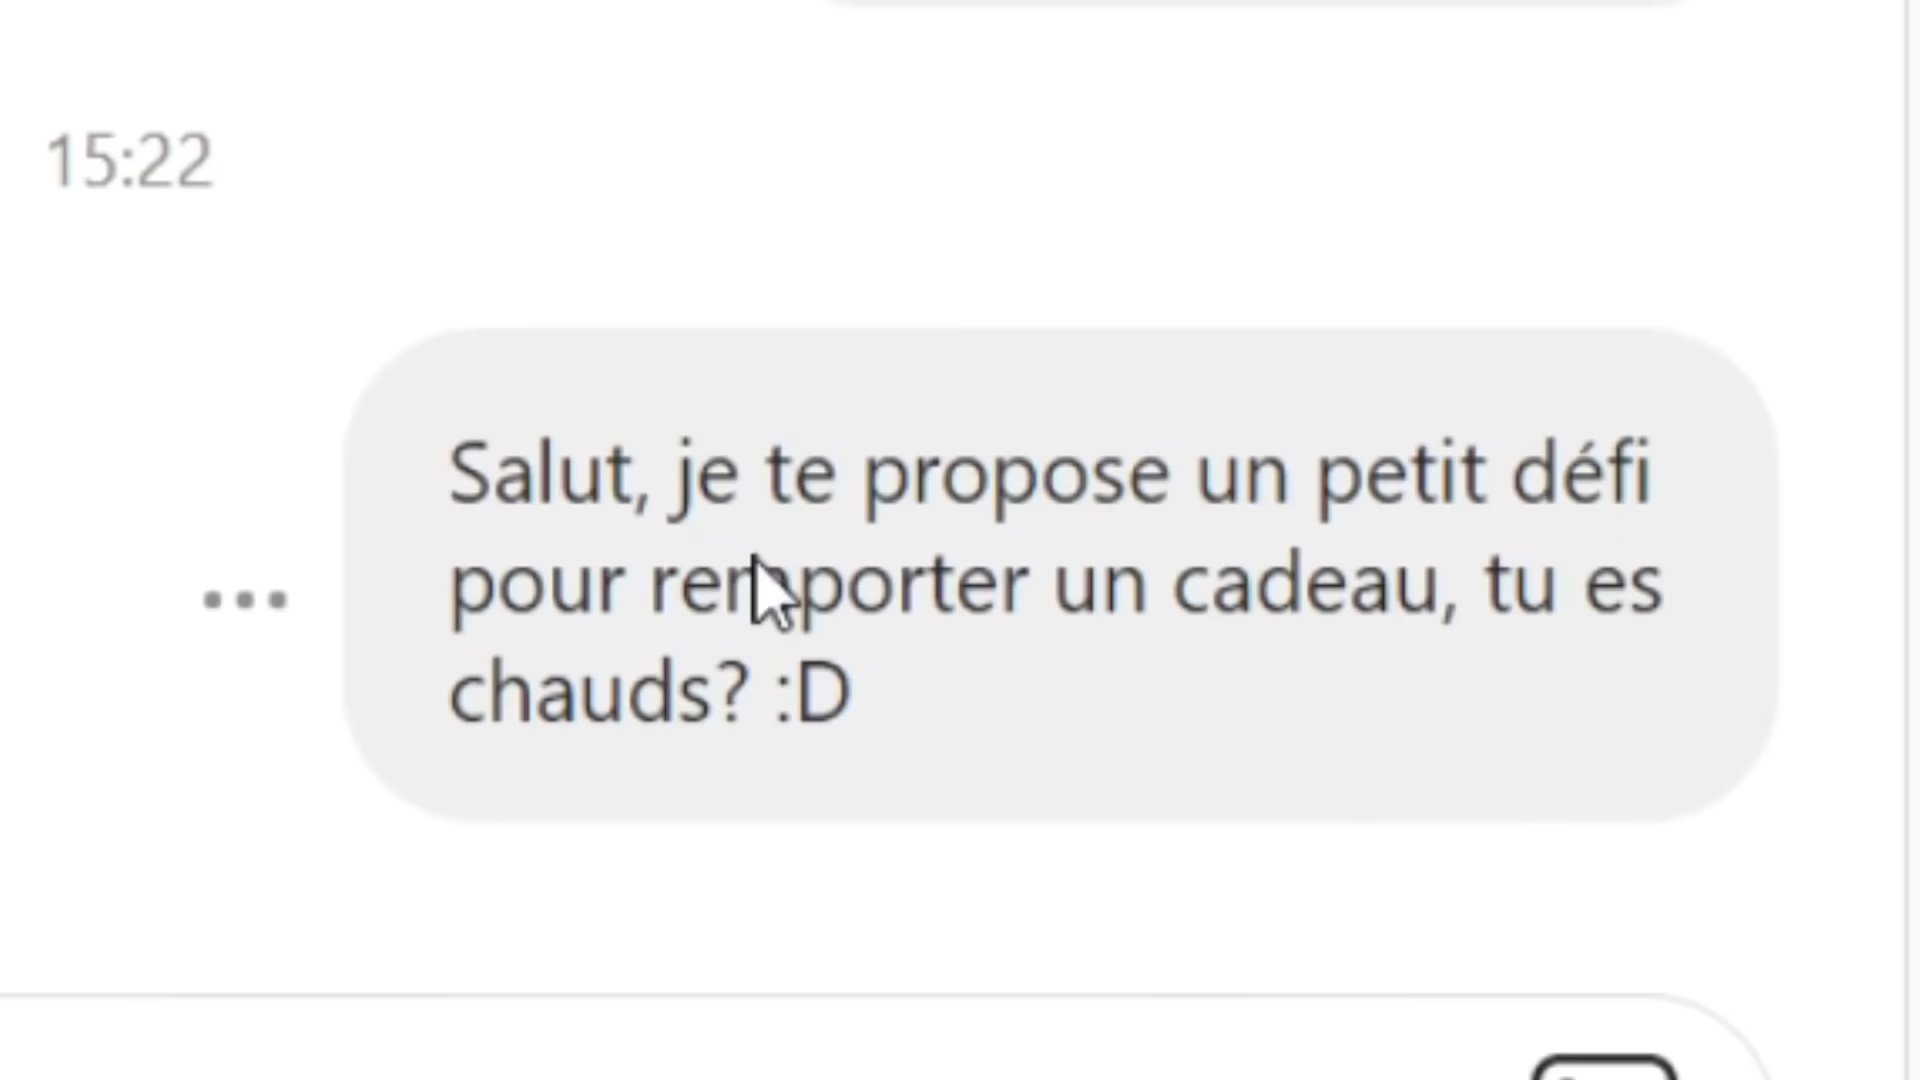 15:22
Salut, je te propose un petit défi
pour remporter un cadeau, tu es
chauds? :D